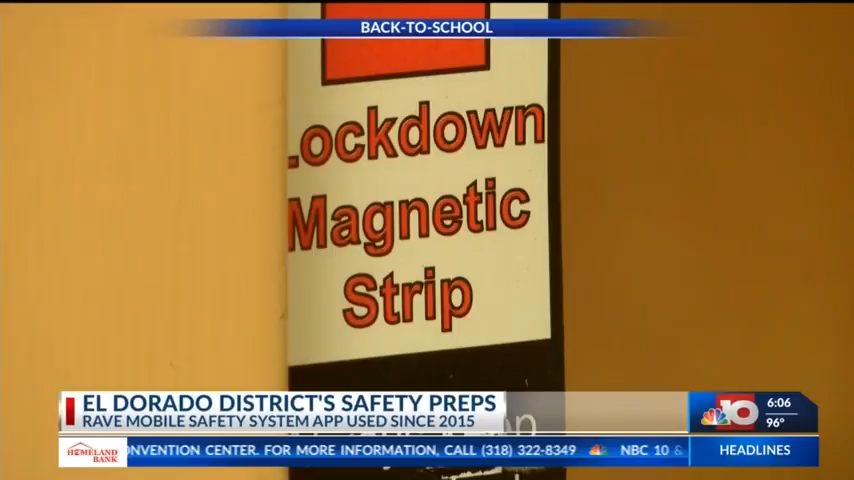 BACK-TO-SCHOOL
Lockdown
Magnetic
Strip
EL DORADO DISTRICT'S SAFETY PREPS
RAVE MOBILE SAFETY SYSTEM APP USED SINCE 2015
10
6:06
96°
HOMELAND
BANK
ONVENTION CENTER. FOR MORE INFORMATION, CALL (318) 322-8349
NBC 10 &
HEADLINES